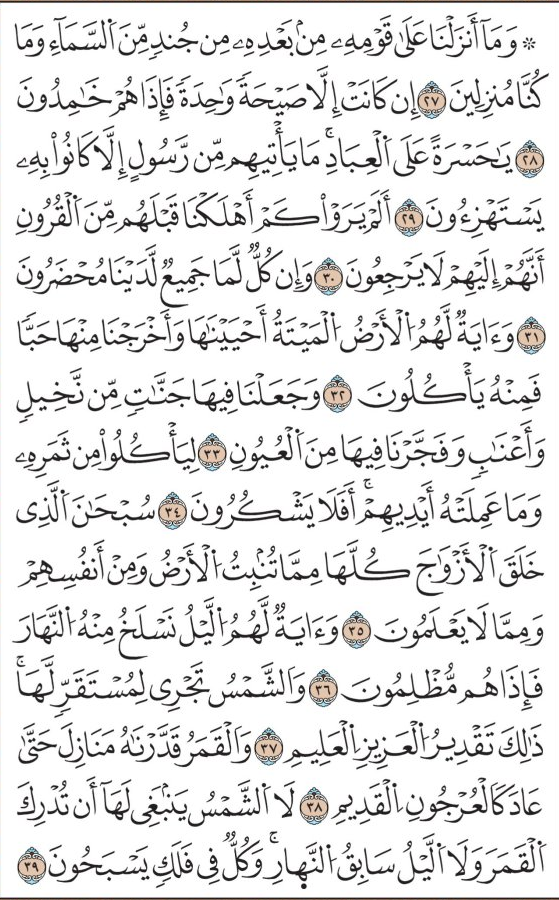 ۞ وَمَآ أَنزَلۡنَا عَلَىٰ قَوۡمِهِۦ مِنۢ بَعۡدِهِۦ مِن جُندٖ مِّنَ ٱلسَّمَآءِ وَمَا
كُنَّا مُنزِلِينَ ٢٧ إِن كَانَتۡ إِلَّا صَيۡحَةٗ وَٰحِدَةٗ فَإِذَا هُمۡ خَٰمِدُونَ
٢٨ يَٰحَسۡرَةً عَلَى ٱلۡعِبَادِۚ مَا يَأۡتِيهِم مِّن رَّسُولٍ إِلَّا كَانُواْ بِهِۦ
يَسۡتَهۡزِءُونَ ٢٩ أَلَمۡ يَرَوۡاْ كَمۡ أَهۡلَكۡنَا قَبۡلَهُم مِّنَ ٱلۡقُرُونِ
أَنَّهُمۡ إِلَيۡهِمۡ لَا يَرۡجِعُونَ ٣٠ وَإِن كُلّٞ لَّمَا جَمِيعٞ لَّدَيۡنَا مُحۡضَرُونَ
٣١ وَءَايَةٞ لَّهُمُ ٱلۡأَرۡضُ ٱلۡمَيۡتَةُ أَحۡيَيۡنَٰهَا وَأَخۡرَجۡنَا مِنۡهَا حَبّٗا
فَمِنۡهُ يَأۡكُلُونَ ٣٢ وَجَعَلۡنَا فِيهَا جَنَّٰتٖ مِّن نَّخِيلٖ
وَأَعۡنَٰبٖ وَفَجَّرۡنَا فِيهَا مِنَ ٱلۡعُيُونِ ٣٣ لِيَأۡكُلُواْ مِن ثَمَرِهِۦ
وَمَا عَمِلَتۡهُ أَيۡدِيهِمۡۚ أَفَلَا يَشۡكُرُونَ ٣٤ سُبۡحَٰنَ ٱلَّذِي
خَلَقَ ٱلۡأَزۡوَٰجَ كُلَّهَا مِمَّا تُنۢبِتُ ٱلۡأَرۡضُ وَمِنۡ أَنفُسِهِمۡ
وَمِمَّا لَا يَعۡلَمُونَ ٣٥ وَءَايَةٞ لَّهُمُ ٱلَّيۡلُ نَسۡلَخُ مِنۡهُ ٱلنَّهَارَ
فَإِذَا هُم مُّظۡلِمُونَ ٣٦ وَٱلشَّمۡسُ تَجۡرِي لِمُسۡتَقَرّٖ لَّهَاۚ
ذَٰلِكَ تَقۡدِيرُ ٱلۡعَزِيزِ ٱلۡعَلِيمِ ٣٧ وَٱلۡقَمَرُ قَدَّرۡنَٰهُ مَنَازِلَ حَتَّىٰ
عَادَ كَٱلۡعُرۡجُونِ ٱلۡقَدِيمِ ٣٨ لَا ٱلشَّمۡسُ يَنۢبَغِي لَهَآ أَن تُدۡرِكَ
ٱلۡقَمَرَ وَلَا ٱلَّيۡلُ سَابِقُ ٱلنَّهِارِۚ وَكُلّٞ فِي فَلَكٖ يَسۡبَحُونَ ٣٩